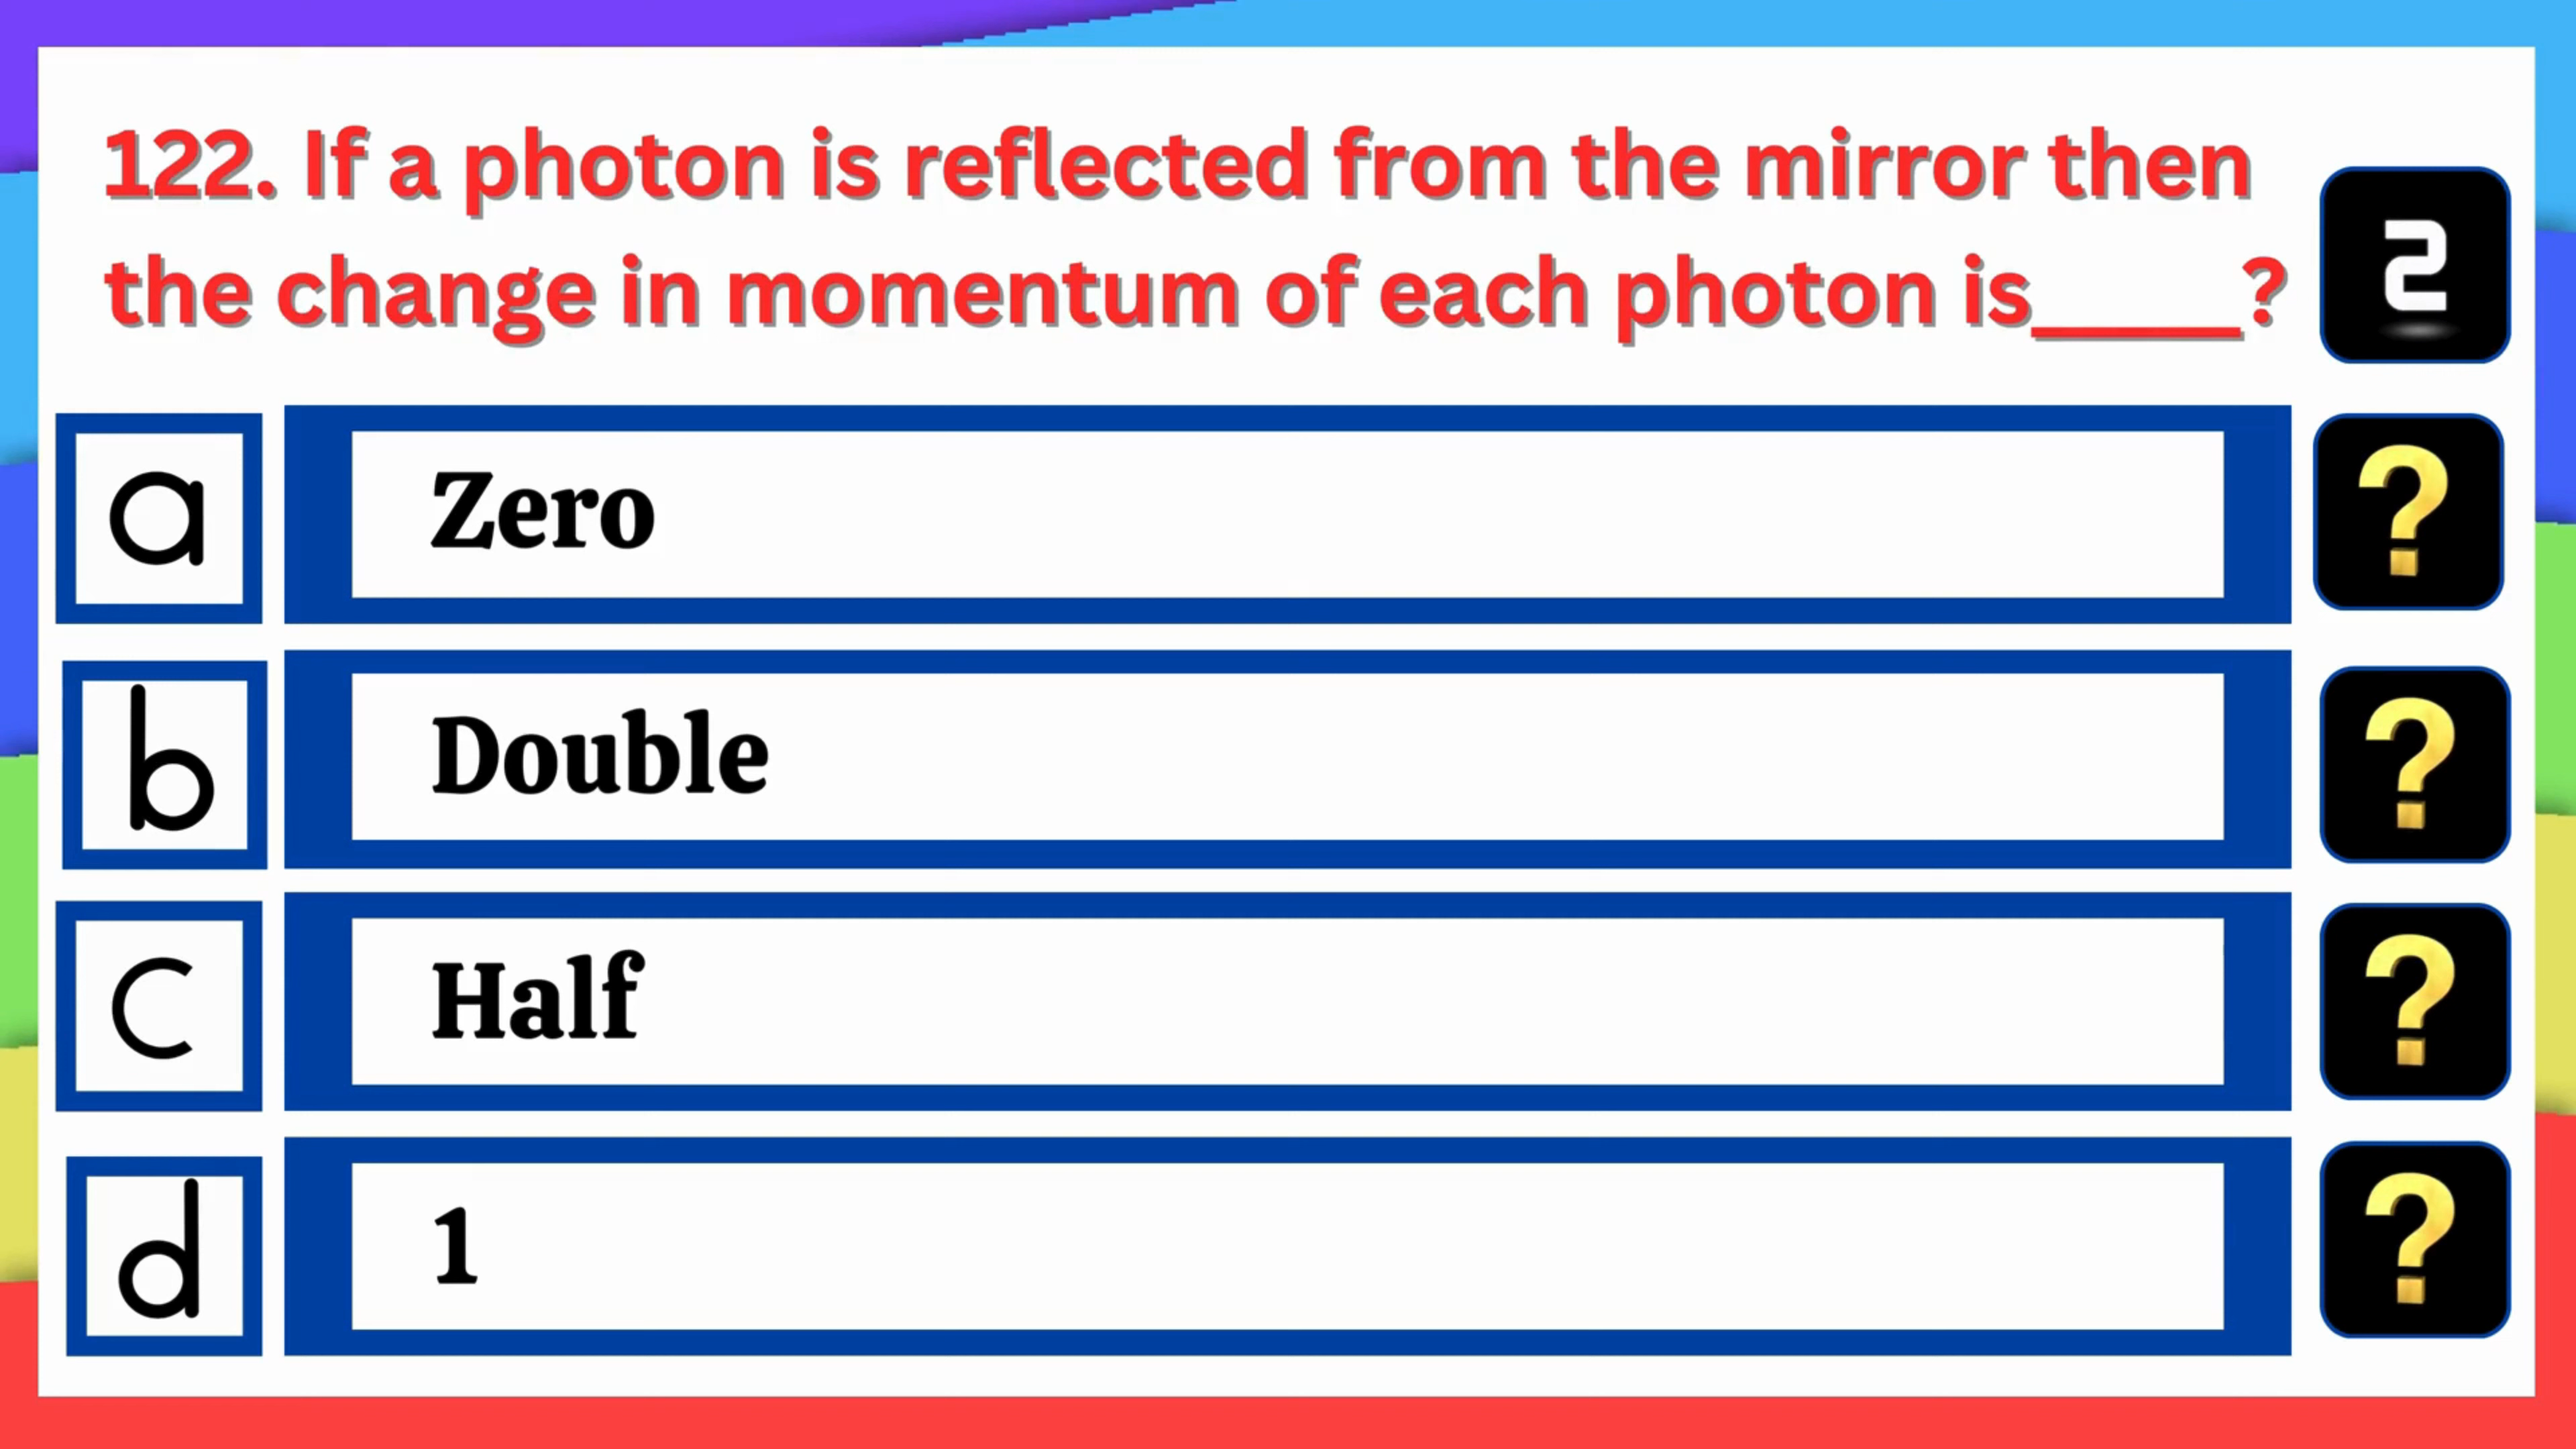 122. If a photon is reflected from the mirror then
the change in momentum of each photon is____?
2
a Zero ?
b Double ?
c Half ?
d 1 ?